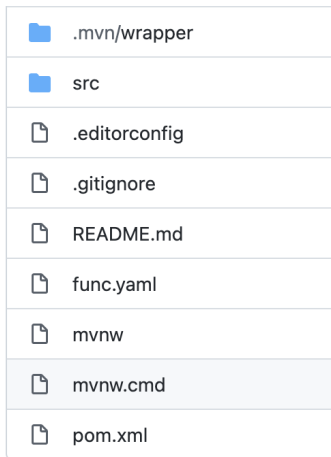 .mvn/wrapper
src
.editorconfig
.gitignore
README.md
func.yaml
mvnw
mvnw.cmd
pom.xml